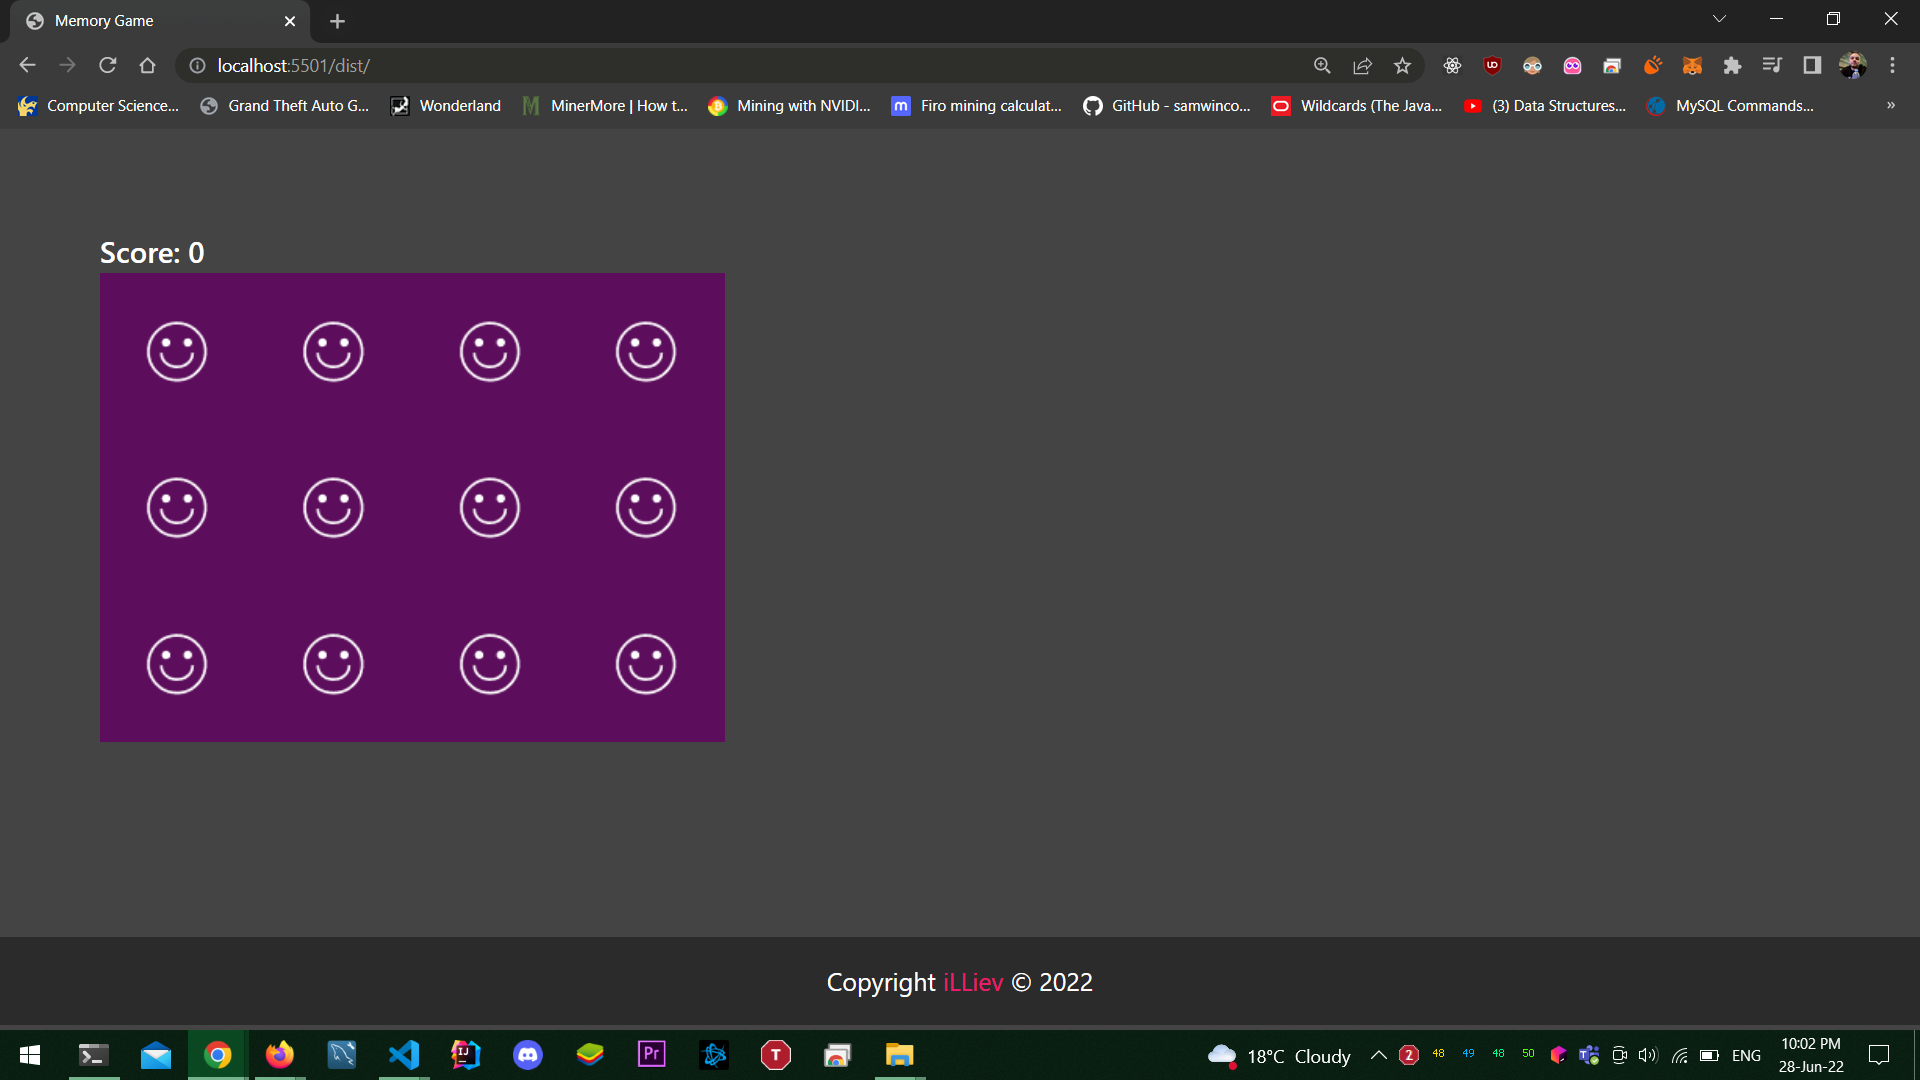 Memory Game
localhost:5501/dist/
Computer Science...
Grand Theft Auto G...
Wonderland
MinerMore | How t...
Mining with NVIDI...
Firo mining calculat...
GitHub - samwinco...
Wildcards (The Java...
(3) Data Structures...
MySQL Commands...
»
Score: 0
Copyright iLLiev © 2022
18°C Cloudy
2
48
49
48
50
ENG
10:02 PM
28-Jun-22